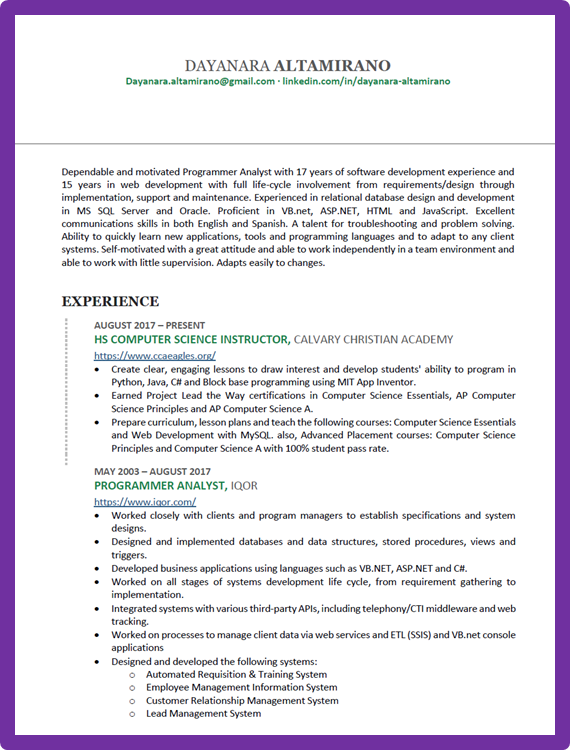 DAYANARA ALTAMIRANO
Dayanara.altamirano@gmail.com · linkedin.com/in/dayanara-altamirano
Dependable and motivated Programmer Analyst with 17 years of software development experience and
15 years in web development with full life-cycle involvement from requirements/design through
implementation, support and maintenance. Experienced in relational database design and development
in MS SQL Server and Oracle. Proficient in VB.net, ASP.NET, HTML and JavaScript. Excellent
communications skills in both English and Spanish. A talent for troubleshooting and problem solving.
Ability to quickly learn new applications, tools and programming languages and to adapt to any client
systems. Self-motivated with a great attitude and able to work independently in a team environment and
able to work with little supervision. Adapts easily to changes.
EXPERIENCE
AUGUST 2017 – PRESENT
HS COMPUTER SCIENCE INSTRUCTOR, CALVARY CHRISTIAN ACADEMY
https://www.ccaeagles.org/
• Create clear, engaging lessons to draw interest and develop students' ability to program in
Python, Java, C# and Block base programming using MIT App Inventor.
• Earned Project Lead the Way certifications in Computer Science Essentials, AP Computer
Science Principles and AP Computer Science A.
• Prepare curriculum, lesson plans and teach the following courses: Computer Science Essentials
and Web Development with MySQL. also, Advanced Placement courses: Computer Science
Principles and Computer Science A with 100% student pass rate.
MAY 2003 – AUGUST 2017
PROGRAMMER ANALYST, IQOR
https://www.iqor.com/
• Worked closely with clients and program managers to establish specifications and system
designs.
• Designed and implemented databases and data structures, stored procedures, views and
triggers.
• Developed business applications using languages such as VB.NET, ASP.NET and C#.
• Worked on all stages of systems development life cycle, from requirement gathering to
implementation.
• Integrated systems with various third-party APIs, including telephony/CTI middleware and web
tracking.
• Worked on processes to manage client data via web services and ETL (SSIS) and VB.net console
applications
• Designed and developed the following systems:
o Automated Requisition & Training System
o Employee Management Information System
o Customer Relationship Management System
o Lead Management System